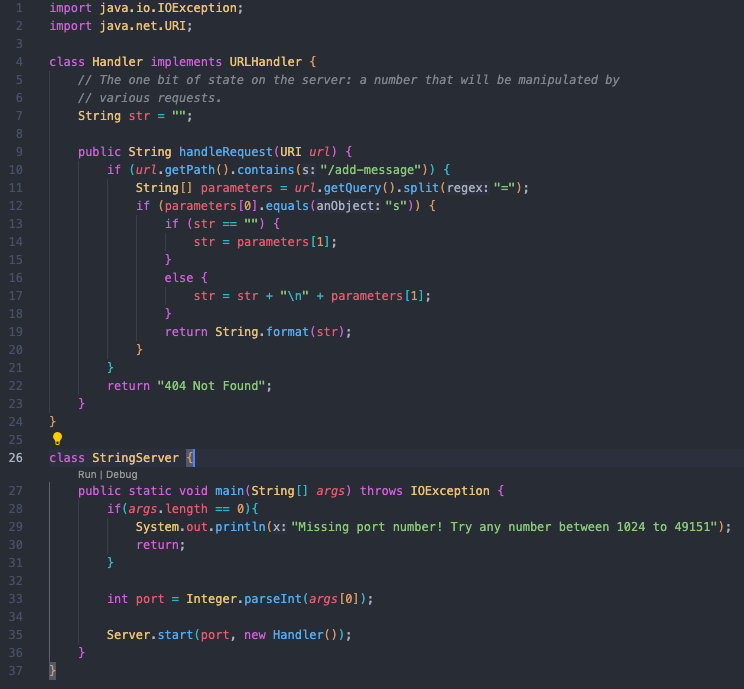 1 import java.io.IOException;
2 import java.net.URI;
3
4 class Handler implements URLHandler {
5     // The one bit of state on the server: a number that will be manipulated by
6     // various requests.
7     String str = "";
8
9     public String handleRequest(URI url) {
10         if (url.getPath().contains(s:"/add-message")) {
11             String[] parameters = url.getQuery().split(regex:"=");
12             if (parameters[0].equals(anObject:"s")) {
13                 if (str == "") {
14                     str = parameters[1];
15                 }
16                 else {
17                     str = str + "\n" + parameters[1];
18                 }
19                 return String.format(str);
20             }
21         }
22         return "404 Not Found";
23     }
24 }
25
26 class StringServer {
Run | Debug
27     public static void main(String[] args) throws IOException {
28         if(args.length == 0){
29             System.out.println(x:"Missing port number! Try any number between 1024 to 49151");
30             return;
31         }
32
33         int port = Integer.parseInt(args[0]);
34
35         Server.start(port, new Handler());
36     }
37 }